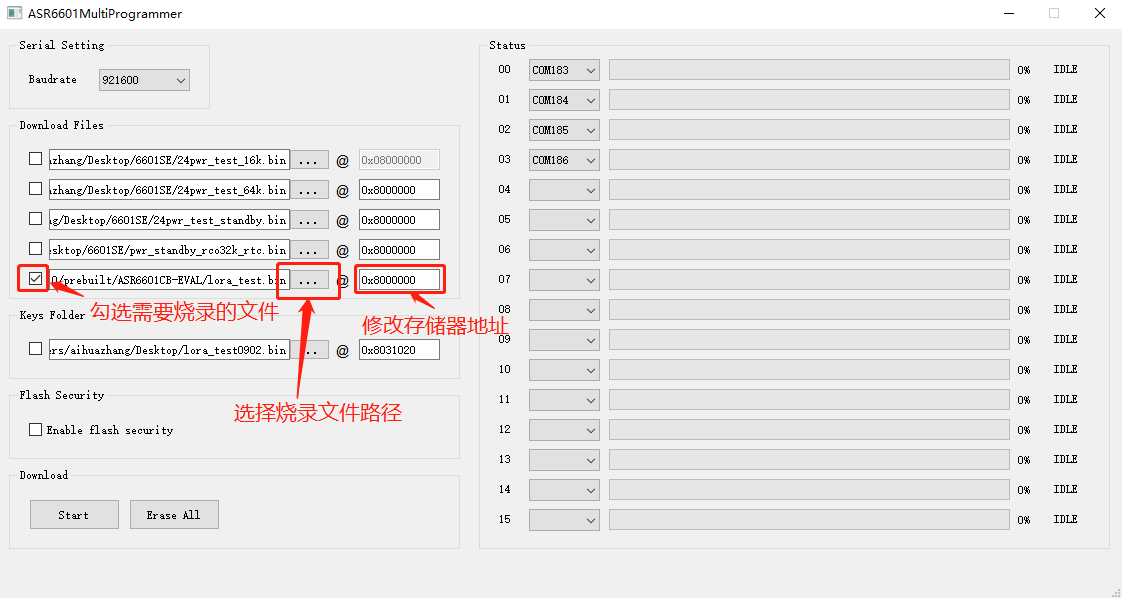 ASR6601MultiProgrammer
Serial Setting
Baudrate 921600
Download Files
azhang/Desktop/6601SE/24pwr_test_16k.bin ... @ 0x08000000
azhang/Desktop/6601SE/24pwr_test_64k.bin ... @ 0x8000000
ng/Desktop/6601SE/24pwr_test_standby.bin ... @ 0x8000000
esktop/6601SE/pwr_standby_rco32k_rtc.bin ... @ 0x8000000
0/prebuilt/ASR6601CB-EVAL/lora_test.bin ... @ 0x8000000
勾选需要烧录的文件
修改存储器地址
Keys Folder
ers/aihuazhang/Desktop/lora_test0902.bin ... @ 0x8031020
选择烧录文件路径
Flash Security
Enable flash security
Download
Start Erase All
Status
00 COM183 0% IDLE
01 COM184 0% IDLE
02 COM185 0% IDLE
03 COM186 0% IDLE
04 0% IDLE
05 0% IDLE
06 0% IDLE
07 0% IDLE
08 0% IDLE
09 0% IDLE
10 0% IDLE
11 0% IDLE
12 0% IDLE
13 0% IDLE
14 0% IDLE
15 0% IDLE